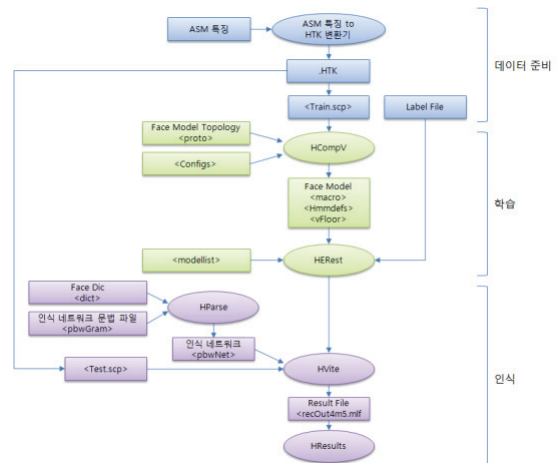 ASM 특징
ASM 특징 to
HTK 변환기
데이터 준비
.HTK
<Train.scp>
Label File
Face Model Topology
<proto>
HCompV
<Configs>
Face Model
<macro>
<Hmmdefs>
<vFloor>
학습
<modellist>
HERest
Face Dic
<dict>
HParse
인식 네트워크 문법 파일
<pbwGram>
인식 네트워크
<pbwNet>
<Test.scp>
HVite
인식
Result File
<recOut4m5.mlf
HResults